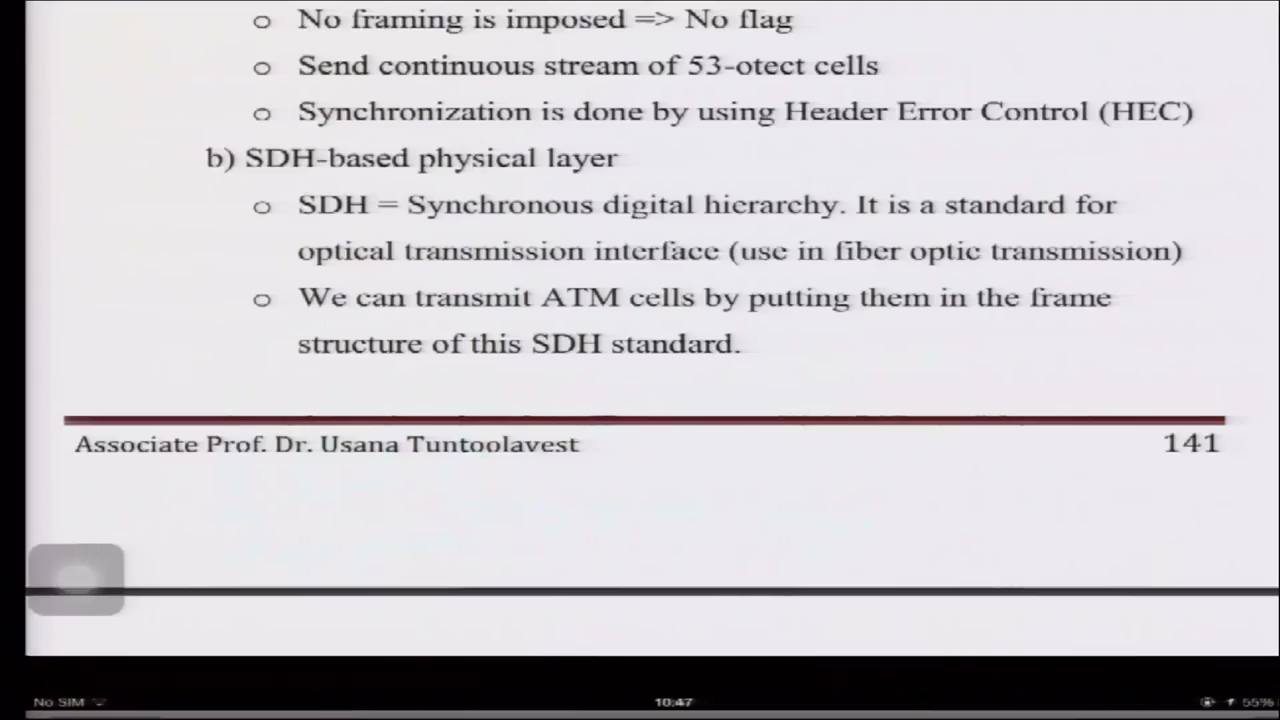 o No framing is imposed => No flag
o Send continuous stream of 53-otect cells
o Synchronization is done by using Header Error Control (HEC)
b) SDH-based physical layer
o SDH = Synchronous digital hicrarchy. It is a standard for
optical transmission interface (use in fiber optic transmission)
o We can transmit ATM cells by putting them in the frame
structure of this SDH standard.
Associate Prof. Dr. Usana Tuntoolavest
141
No SIM
10:47
55%